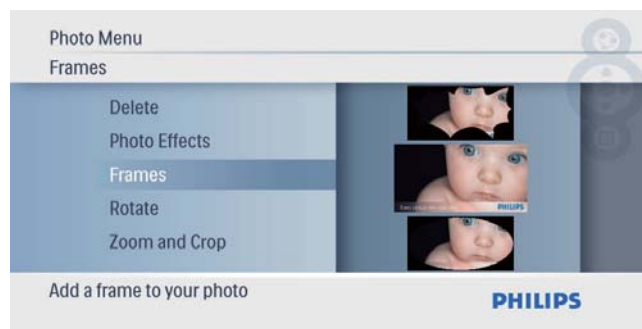 Photo Menu
Frames
Delete
Photo Effects
Frames
Rotate
Zoom and Crop
PHILIPS
Add a frame to your photo
PHILIPS